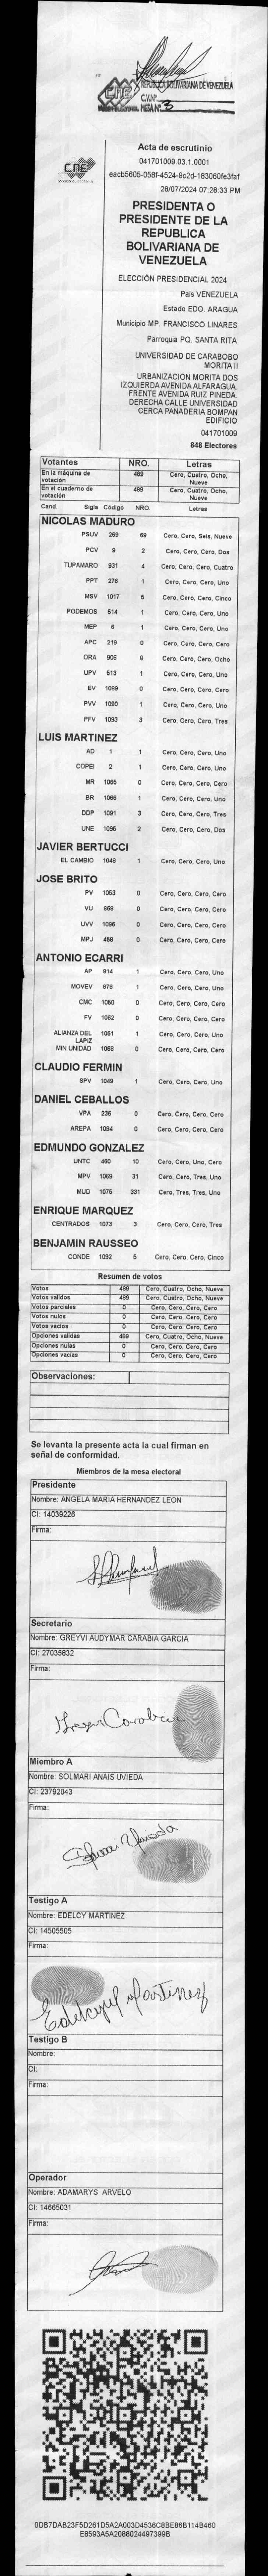 REPUBLICA BOLIVARIANA DE VENEZUELA
CNE
MESA N° 3
CNE
Acta de escrutinio
041701009.03.1.0001
eacb5605-058f-4524-8c2d-183060fe3faf
28/07/2024 07:28:33 PM
PRESIDENTA O
PRESIDENTE DE LA
REPUBLICA
BOLIVARIANA DE
VENEZUELA
ELECCIÓN PRESIDENCIAL 2024
Pais VENEZUELA
Estado EDO. ARAGUA
Municipio MP. FRANCISCO LINARES
Parroquia PQ. SANTA RITA
UNIVERSIDAD DE CARABOBO
MORITA II
URBANIZACION MORITA DOS
IZQUIERDA AVENIDA ALFARAGUA.
FRENTE AVENIDA RUIZ PINEDA.
DERECHA CALLE UNIVERSIDAD
CERCA PANADERIA BOMPAN
EDIFICIO
041701009
848 Electores
Votantes NRO. Letras
En la máquina de votación 489 Cero, Cuatro, Ocho, Nueve
En el cuaderno de votación 489 Cero, Cuatro, Ocho, Nueve
Cand. Sigla Código NRO. Letras
NICOLAS MADURO
PSUV 269 69 Cero, Cero, Seis, Nueve
PCV 9 2 Cero, Cero, Cero, Dos
TUPAMARO 931 4 Cero, Cero, Cero, Cuatro
PPT 275 1 Cero, Cero, Cero, Uno
MSV 1017 5 Cero, Cero, Cero, Cinco
PODEMOS 514 1 Cero, Cero, Cero, Uno
MEP 6 1 Cero, Cero, Cero, Uno
APC 219 0 Cero, Cero, Cero, Cero
ORA 906 8 Cero, Cero, Cero, Ocho
UPV 513 1 Cero, Cero, Cero, Uno
EV 1089 0 Cero, Cero, Cero, Cero
PVV 1090 1 Cero, Cero, Cero, Uno
PFV 1093 3 Cero, Cero, Cero, Tres
LUIS MARTINEZ
AD 1 1 Cero, Cero, Cero, Uno
COPEI 2 1 Cero, Cero, Cero, Uno
MR 1065 0 Cero, Cero, Cero, Cero
BR 1066 1 Cero, Cero, Cero, Uno
DDP 1091 3 Cero, Cero, Cero, Tres
UNE 1095 2 Cero, Cero, Cero, Dos
JAVIER BERTUCCI
EL CAMBIO 1048 1 Cero, Cero, Cero, Uno
JOSE BRITO
PV 1053 0 Cero, Cero, Cero, Cero
VU 868 0 Cero, Cero, Cero, Cero
UVV 1096 0 Cero, Cero, Cero, Cero
MPJ 458 0 Cero, Cero, Cero, Cero
ANTONIO ECARRI
AP 814 1 Cero, Cero, Cero, Uno
MOVEV 878 1 Cero, Cero, Cero, Uno
CMC 1050 0 Cero, Cero, Cero, Cero
FV 1062 0 Cero, Cero, Cero, Cero
ALIANZA DEL LAPIZ 1051 1 Cero, Cero, Cero, Uno
MIN UNIDAD 1068 0 Cero, Cero, Cero, Cero
CLAUDIO FERMIN
SPV 1049 1 Cero, Cero, Cero, Uno
DANIEL CEBALLOS
VPA 236 0 Cero, Cero, Cero, Cero
AREPA 1094 0 Cero, Cero, Cero, Cero
EDMUNDO GONZALEZ
UNTC 460 10 Cero, Cero, Uno, Cero
MPV 1069 31 Cero, Cero, Tres, Uno
MUD 1075 331 Cero, Tres, Tres, Uno
ENRIQUE MARQUEZ
CENTRADOS 1073 3 Cero, Cero, Cero, Tres
BENJAMIN RAUSSEO
CONDE 1092 5 Cero, Cero, Cero, Cinco
Resumen de votos
Votos 489 Cero, Cuatro, Ocho, Nueve
Votos validos 489 Cero, Cuatro, Ocho, Nueve
Votos parciales 0 Cero, Cero, Cero, Cero
Votos nulos 0 Cero, Cero, Cero, Cero
Votos vacios 0 Cero, Cero, Cero, Cero
Opciones validas 489 Cero, Cuatro, Ocho, Nueve
Opciones nulas 0 Cero, Cero, Cero, Cero
Opciones vacias 0 Cero, Cero, Cero, Cero
Observaciones:
Se levanta la presente acta la cual firman en
señal de conformidad.
Miembros de la mesa electoral
Presidente
Nombre: ANGELA MARIA HERNANDEZ LEON
CI: 14039226
Firma:
Secretario
Nombre: GREYVI AUDYMAR CARABIA GARCIA
CI: 27035832
Firma:
Miembro A
Nombre: SOLMARI ANAIS UVIEDA
CI: 23792043
Firma:
Testigo A
Nombre: EDELCY MARTINEZ
CI: 14505505
Firma:
Testigo B
Nombre:
CI:
Firma:
Operador
Nombre: ADAMARYS ARVELO
CI: 14665031
Firma:
0DB7DAB23F5D261D5A2A003D4536C8BEB6B114B460
E8593A5A2088024497399B